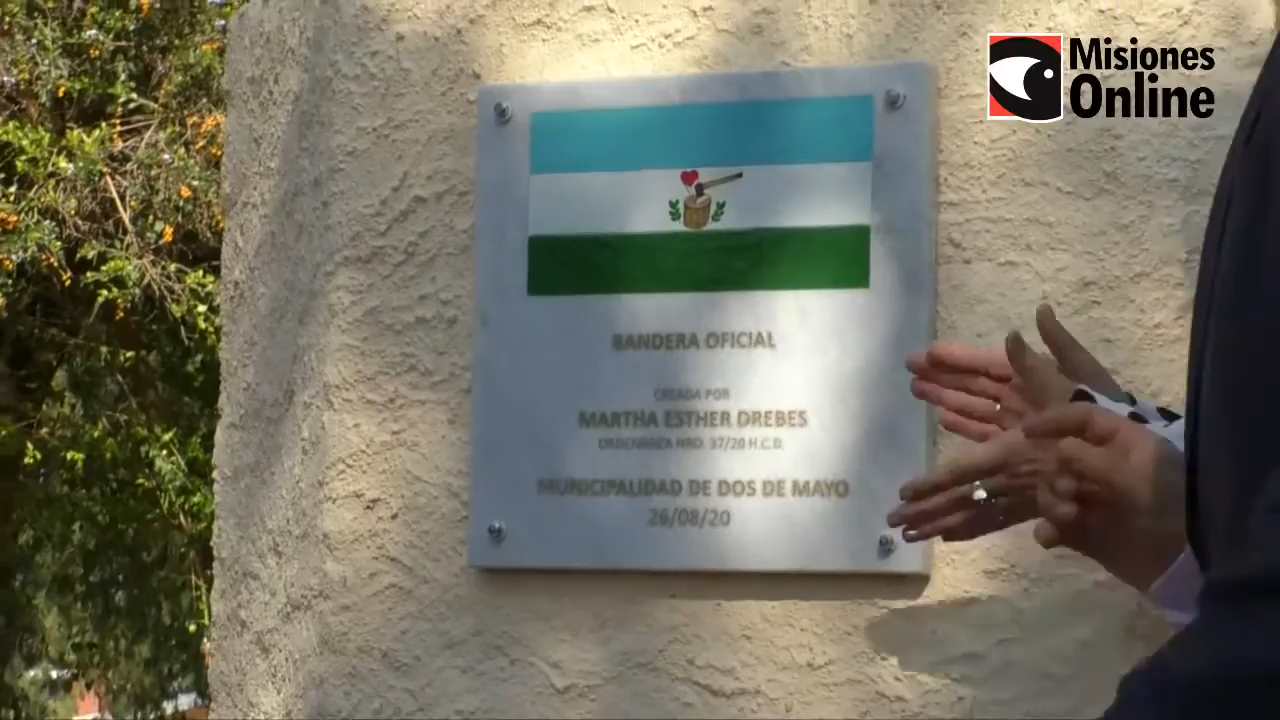 Misiones
Online
BANDERA OFICIAL
CREADA POR
MARTHA ESTHER DREBES
ORDENANZA NRO. 37/20 H.C.D.
MUNICIPALIDAD DE DOS DE MAYO
26/08/20